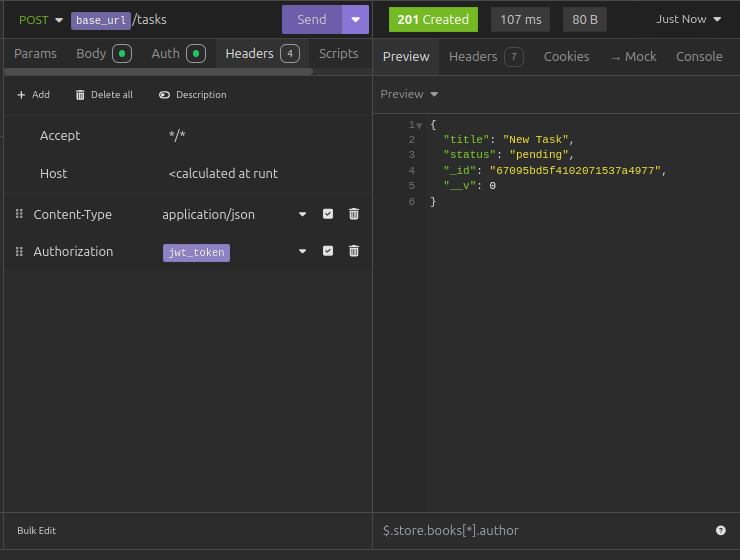 POST base_url/tasks Send
Params Body Auth Headers 4 Scripts
+ Add Delete all Description
Accept */*
Host <calculated at runt
Content-Type application/json
Authorization jwt_token
Bulk Edit
201 Created 107 ms 80 B Just Now
Preview Headers 7 Cookies → Mock Console
Preview
1 {
2 "title": "New Task",
3 "status": "pending",
4 "_id": "67095bd5f4102071537a4977",
5 "__v": 0
6 }
$.store.books[*].author ?